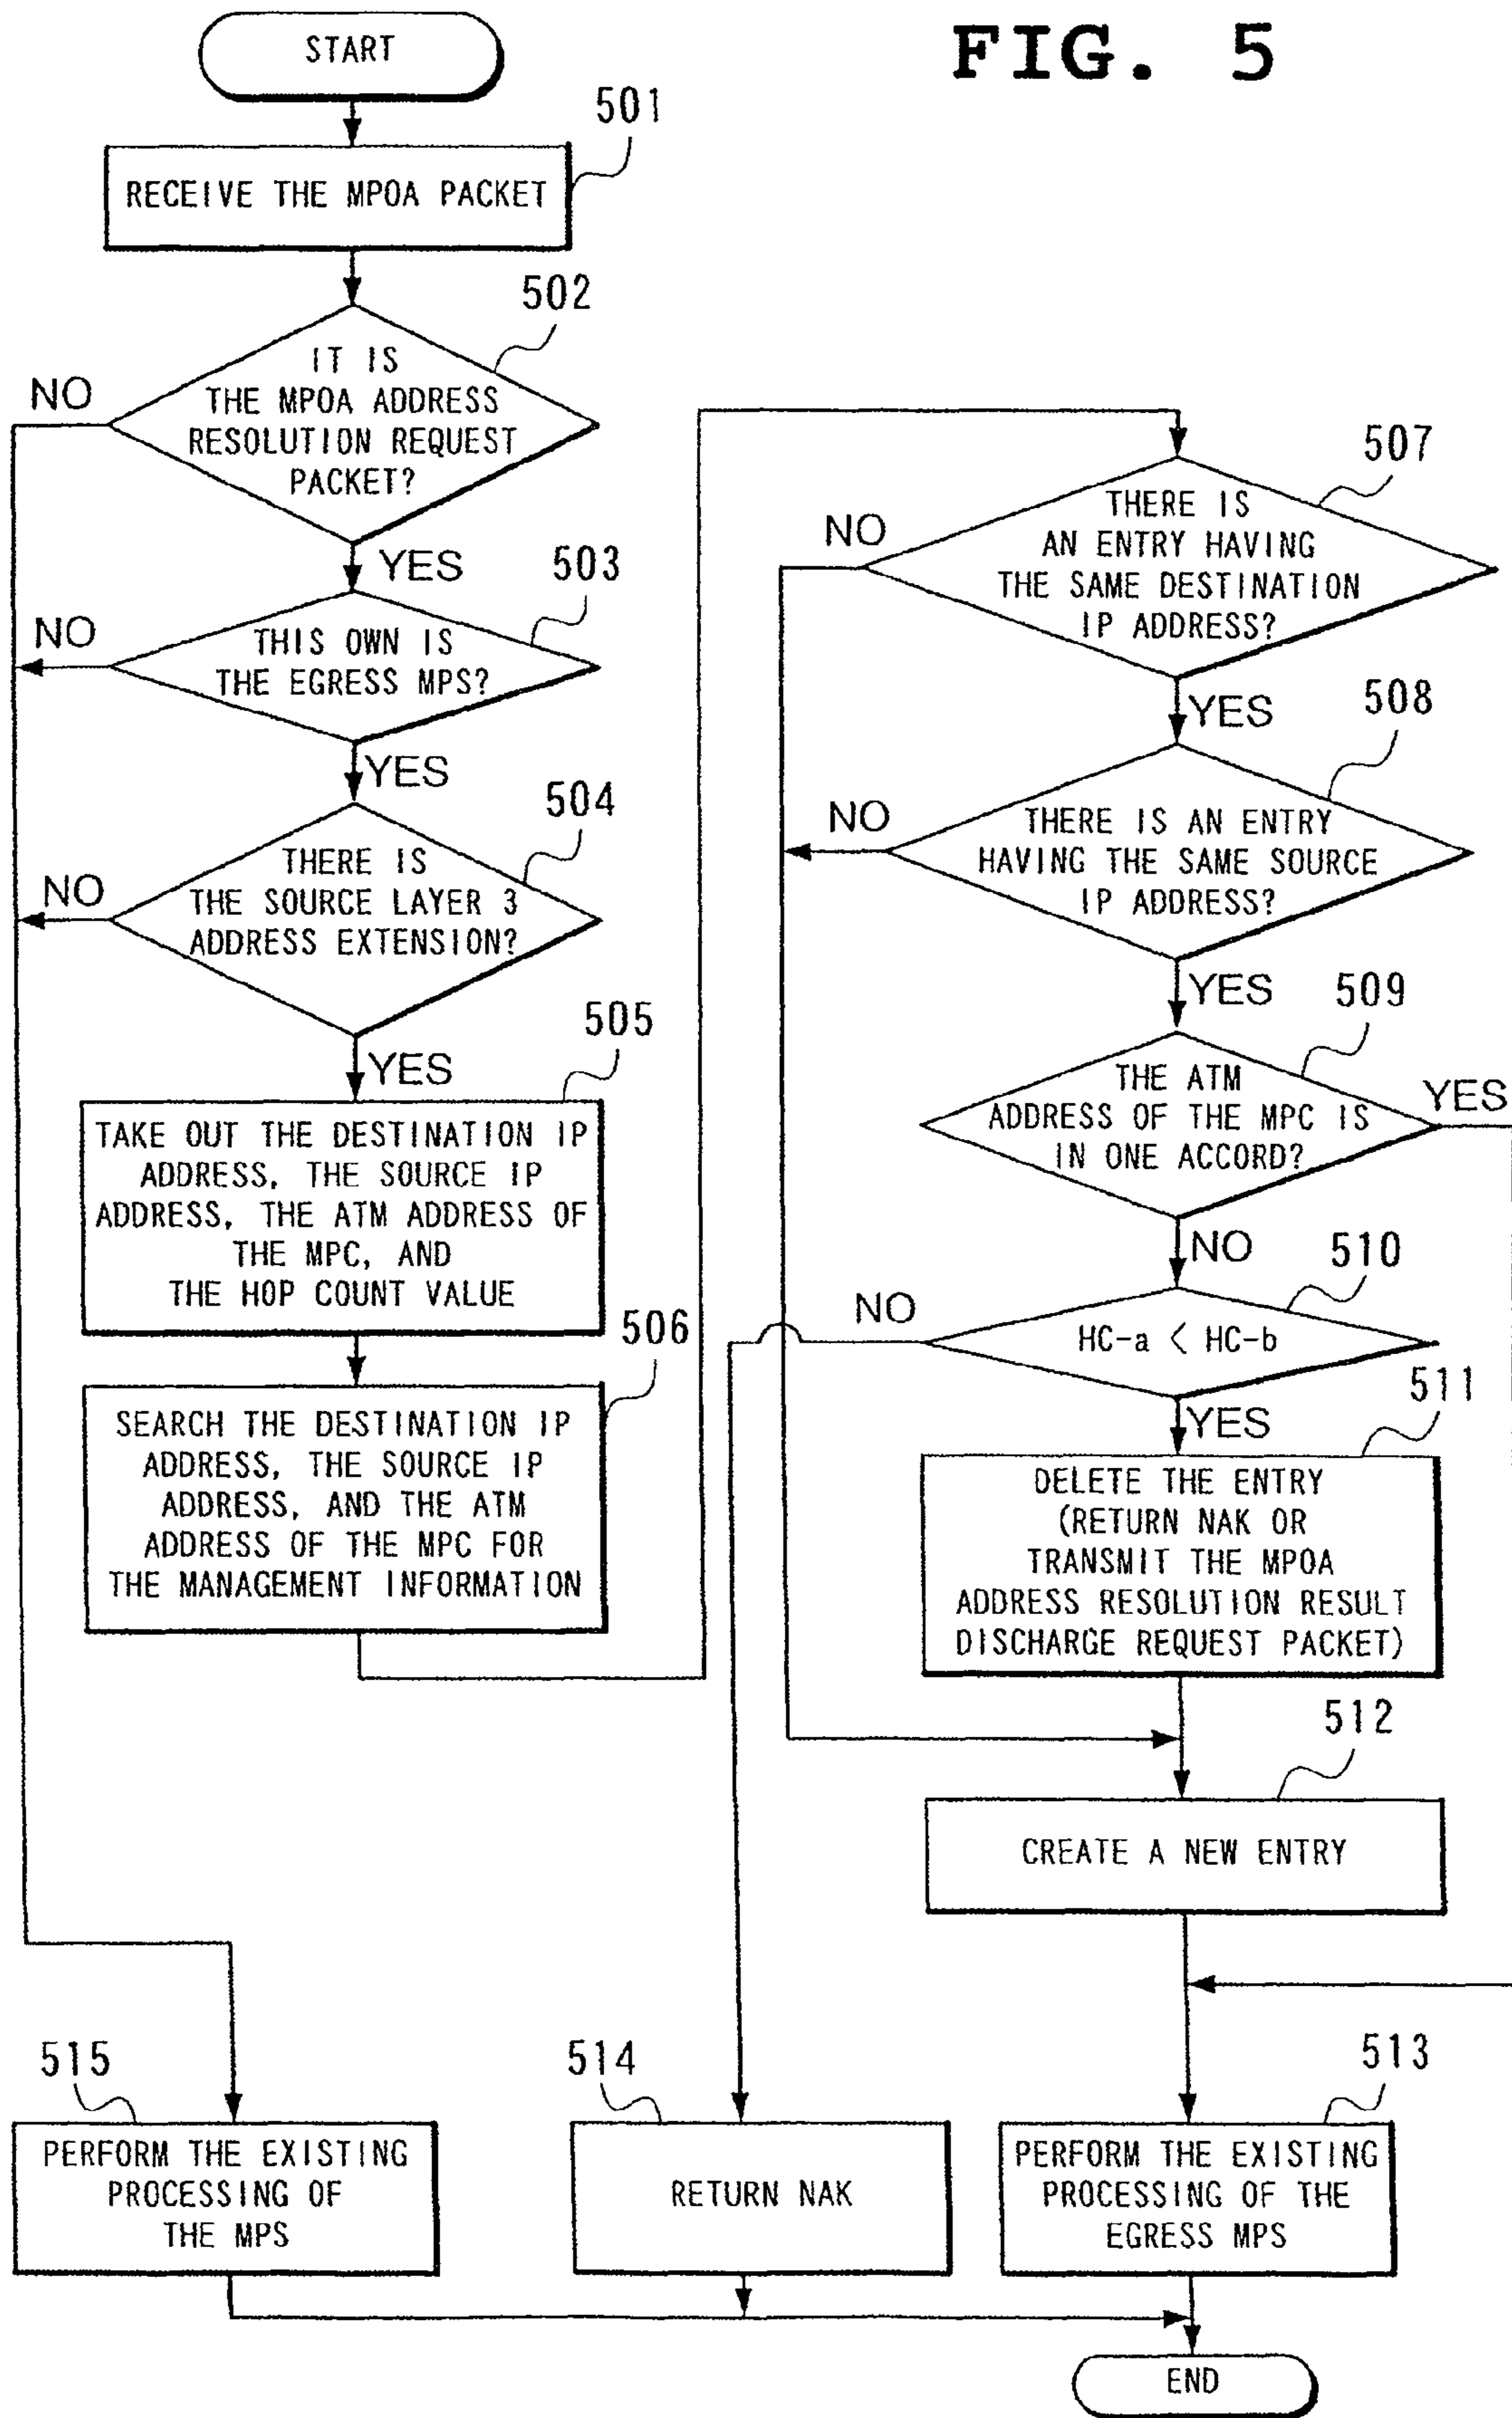 FIG. 5
START
501
RECEIVE THE MPOA PACKET
502
IT IS
THE MPOA ADDRESS
RESOLUTION REQUEST
PACKET?
NO
YES
503
THIS OWN IS
THE EGRESS MPS?
NO
YES
504
THERE IS
THE SOURCE LAYER 3
ADDRESS EXTENSION?
NO
YES
505
TAKE OUT THE DESTINATION IP
ADDRESS, THE SOURCE IP
ADDRESS, THE ATM ADDRESS OF
THE MPC, AND
THE HOP COUNT VALUE
506
SEARCH THE DESTINATION IP
ADDRESS, THE SOURCE IP
ADDRESS, AND THE ATM
ADDRESS OF THE MPC FOR
THE MANAGEMENT INFORMATION
507
THERE IS
AN ENTRY HAVING
THE SAME DESTINATION
IP ADDRESS?
NO
YES
508
THERE IS AN ENTRY
HAVING THE SAME SOURCE
IP ADDRESS?
NO
YES
509
THE ATM
ADDRESS OF THE MPC IS
IN ONE ACCORD?
YES
NO
510
HC-a < HC-b
NO
YES
511
DELETE THE ENTRY
(RETURN NAK OR
TRANSMIT THE MPOA
ADDRESS RESOLUTION RESULT
DISCHARGE REQUEST PACKET)
512
CREATE A NEW ENTRY
515
PERFORM THE EXISTING
PROCESSING OF
THE MPS
514
RETURN NAK
513
PERFORM THE EXISTING
PROCESSING OF THE
EGRESS MPS
END